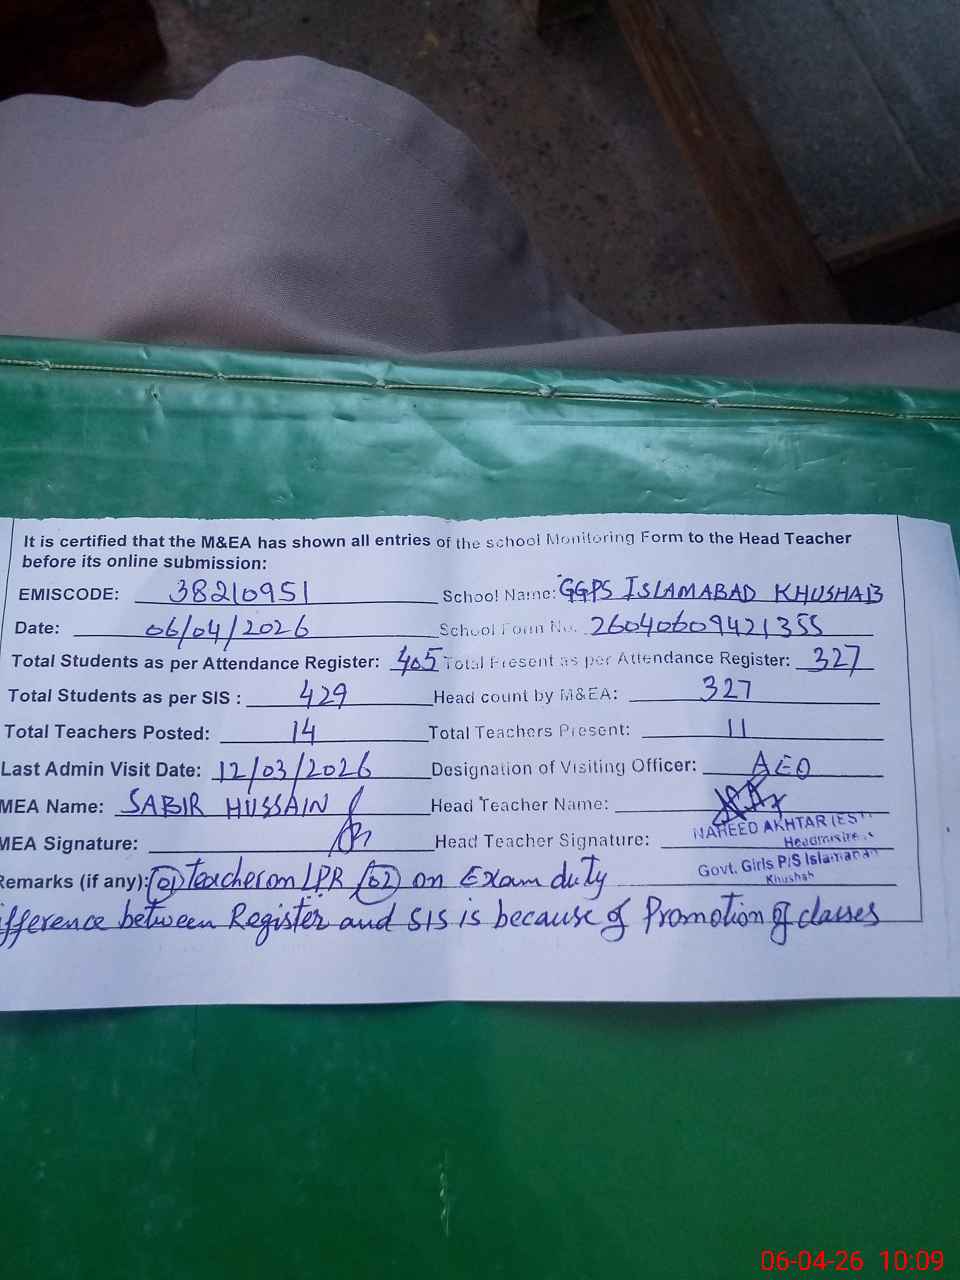 It is certified that the M&EA has shown all entries of the school Monitoring Form to the Head Teacher
before its online submission:
EMISCODE: 38210951 School Name: GGPS ISLAMABAD KHUSHAB
Date: 06/04/2026 School Form No. 26040609421355
Total Students as per Attendance Register: 405 Total Present as per Attendance Register: 327
Total Students as per SIS : 429 Head count by M&EA: 327
Total Teachers Posted: 14 Total Teachers Present: 11
Last Admin Visit Date: 12/03/2026 Designation of Visiting Officer: AEO
MEA Name: SABIR HUSSAIN Head Teacher Name:
MEA Signature: Head Teacher Signature:
NAHEED AKHTAR (EST)
Headmistre..
Govt. Girls P/S Islamabad
Khushab
Remarks (if any): 01 teacher on LPR 02 on Exam duty
ifference between Register and SIS is because of Promotion of classes
06-04-26 10:09